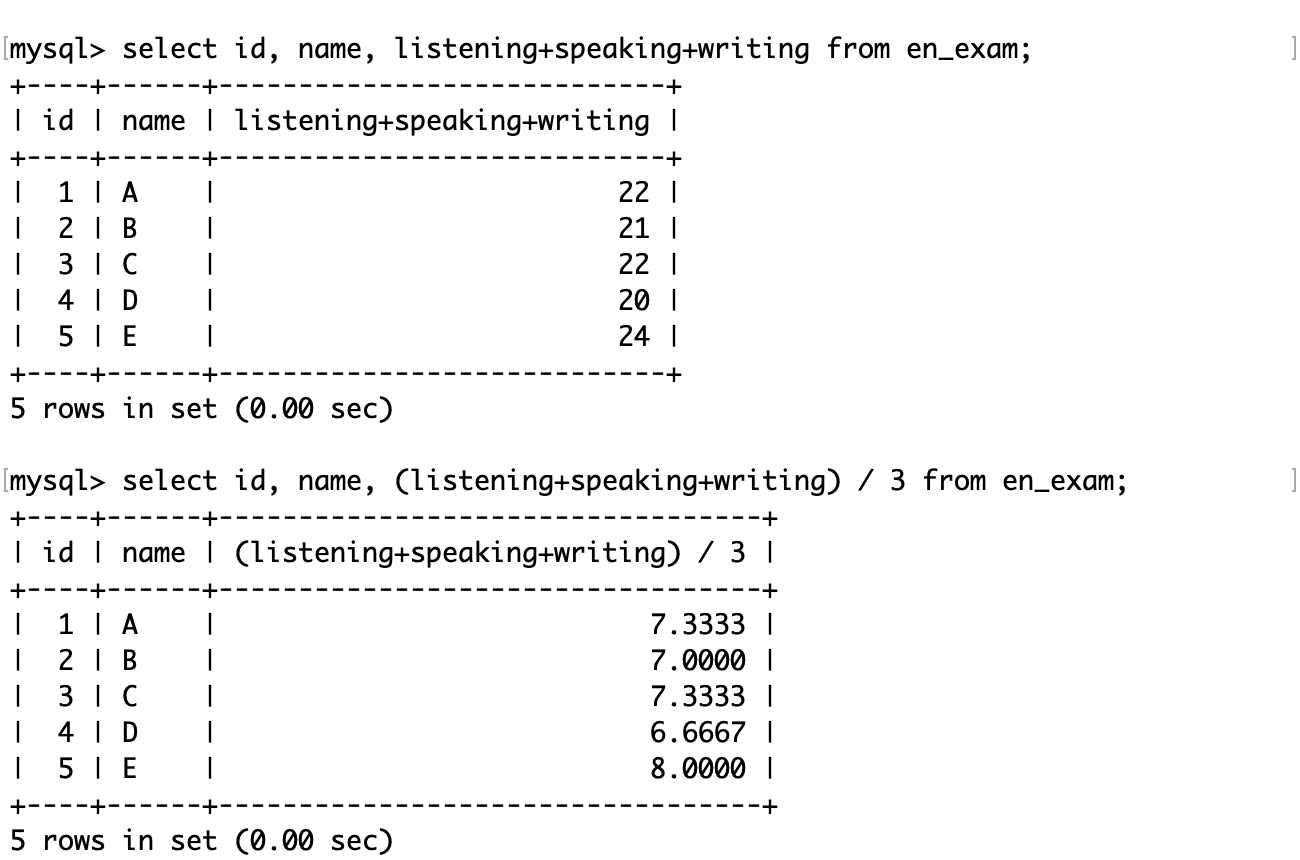 [mysql> select id, name, listening+speaking+writing from en_exam; ]
+----+------+----------------------------+
| id | name | listening+speaking+writing |
+----+------+----------------------------+
|  1 | A    |                         22 |
|  2 | B    |                         21 |
|  3 | C    |                         22 |
|  4 | D    |                         20 |
|  5 | E    |                         24 |
+----+------+----------------------------+
5 rows in set (0.00 sec)

[mysql> select id, name, (listening+speaking+writing) / 3 from en_exam; ]
+----+------+----------------------------------+
| id | name | (listening+speaking+writing) / 3 |
+----+------+----------------------------------+
|  1 | A    |                           7.3333 |
|  2 | B    |                           7.0000 |
|  3 | C    |                           7.3333 |
|  4 | D    |                           6.6667 |
|  5 | E    |                           8.0000 |
+----+------+----------------------------------+
5 rows in set (0.00 sec)